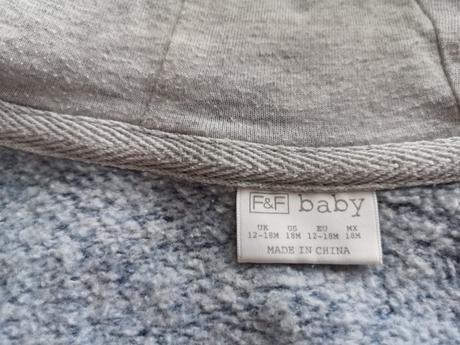 F&F baby
UK US EU MX
12-18M 18M 12-18M 18M
MADE IN CHINA